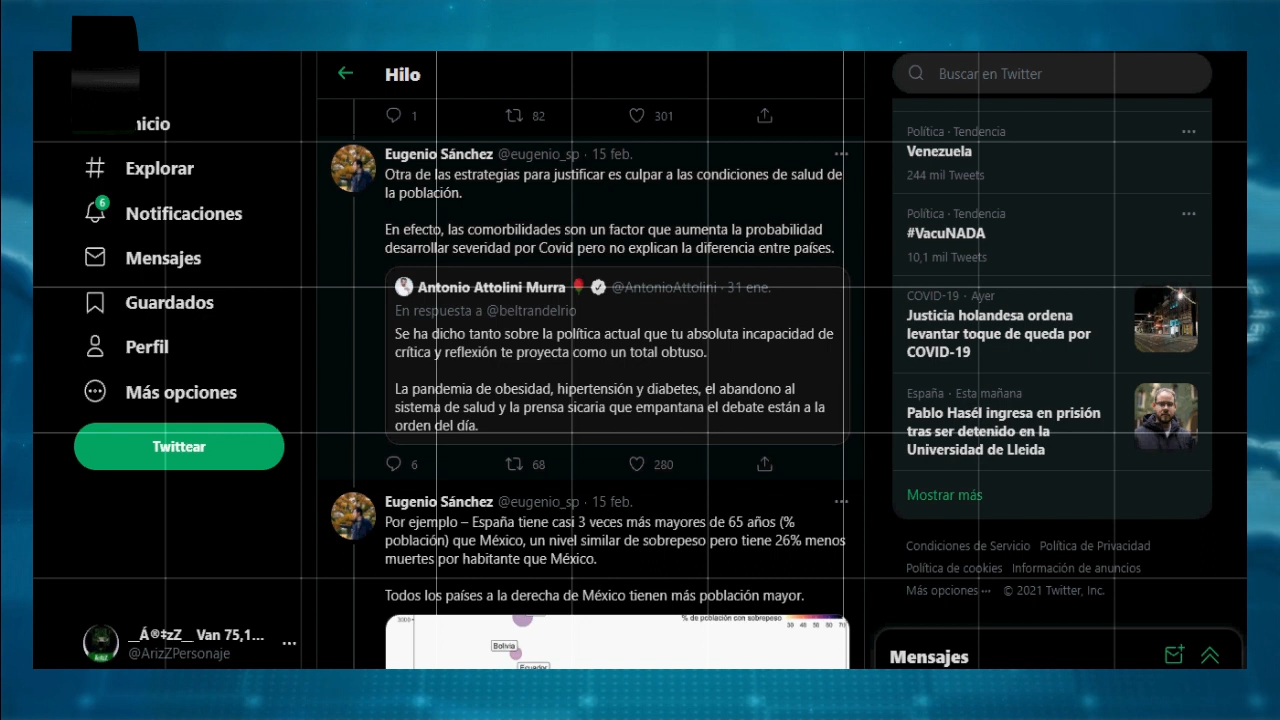 nicio
Explorar
6
Notificaciones
Mensajes
Guardados
Perfil
Más opciones
Twittear
__Á®‡zZ__ Van 75,1...
@ArizZPersonaje
Hilo
1 82 301
Eugenio Sánchez @eugenio_sp · 15 feb.
Otra de las estrategias para justificar es culpar a las condiciones de salud de
la población.
En efecto, las comorbilidades son un factor que aumenta la probabilidad
desarrollar severidad por Covid pero no explican la diferencia entre países.
Antonio Attolini Murra @AntonioAttolini · 31 ene.
En respuesta a @beltrandelrio
Se ha dicho tanto sobre la política actual que tu absoluta incapacidad de
crítica y reflexión te proyecta como un total obtuso.
La pandemia de obesidad, hipertensión y diabetes, el abandono al
sistema de salud y la prensa sicaria que empantana el debate están a la
orden del día.
6 68 280
Eugenio Sánchez @eugenio_sp · 15 feb.
Por ejemplo – España tiene casi 3 veces más mayores de 65 años (%
población) que México, un nivel similar de sobrepeso pero tiene 26% menos
muertes por habitante que México.
Todos los países a la derecha de México tienen más población mayor.
3000
% de población con sobrepeso
30 40 50 60 70
Bolivia
Ecuador
Buscar en Twitter
Política · Tendencia
Venezuela
244 mil Tweets
Política · Tendencia
#VacuNADA
10,1 mil Tweets
COVID-19 · Ayer
Justicia holandesa ordena
levantar toque de queda por
COVID-19
España · Esta mañana
Pablo Hasél ingresa en prisión
tras ser detenido en la
Universidad de Lleida
Mostrar más
Condiciones de Servicio Política de Privacidad
Política de cookies Información de anuncios
Más opciones ··· © 2021 Twitter, Inc.
Mensajes